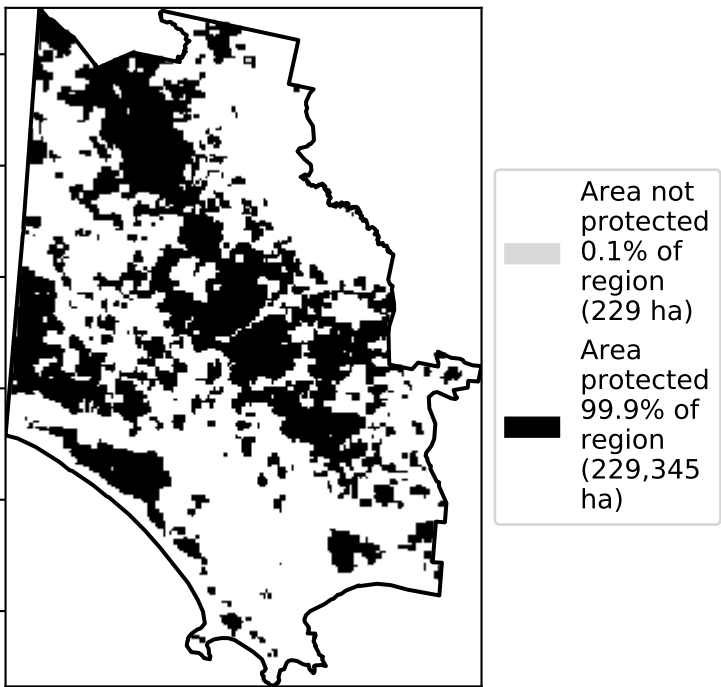 Area not
protected
0.1% of
region
(229 ha)
Area
protected
99.9% of
region
(229,345
ha)